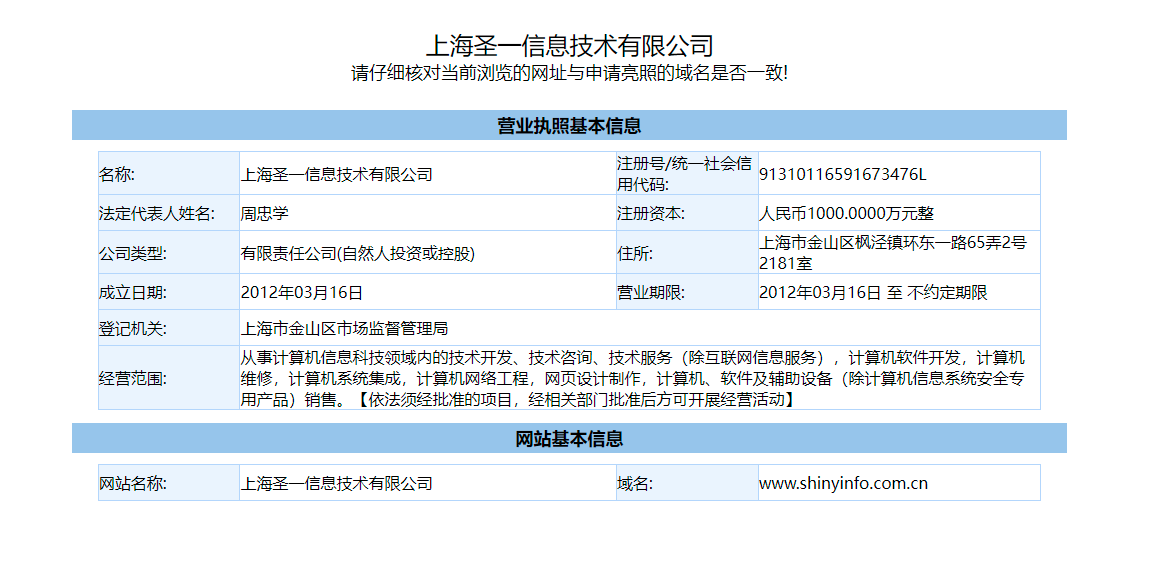 上海圣一信息技术有限公司
请仔细核对当前浏览的网址与申请亮照的域名是否一致!
营业执照基本信息
名称: 上海圣一信息技术有限公司 注册号/统一社会信用代码: 91310116591673476L
法定代表人姓名: 周忠学 注册资本: 人民币1000.0000万元整
公司类型: 有限责任公司(自然人投资或控股) 住所: 上海市金山区枫泾镇环东一路65弄2号2181室
成立日期: 2012年03月16日 营业期限: 2012年03月16日 至 不约定期限
登记机关: 上海市金山区市场监督管理局
经营范围: 从事计算机信息科技领域内的技术开发、技术咨询、技术服务（除互联网信息服务），计算机软件开发，计算机
维修，计算机系统集成，计算机网络工程，网页设计制作，计算机、软件及辅助设备（除计算机信息系统安全专
用产品）销售。【依法须经批准的项目，经相关部门批准后方可开展经营活动】
网站基本信息
网站名称: 上海圣一信息技术有限公司 域名: www.shinyinfo.com.cn